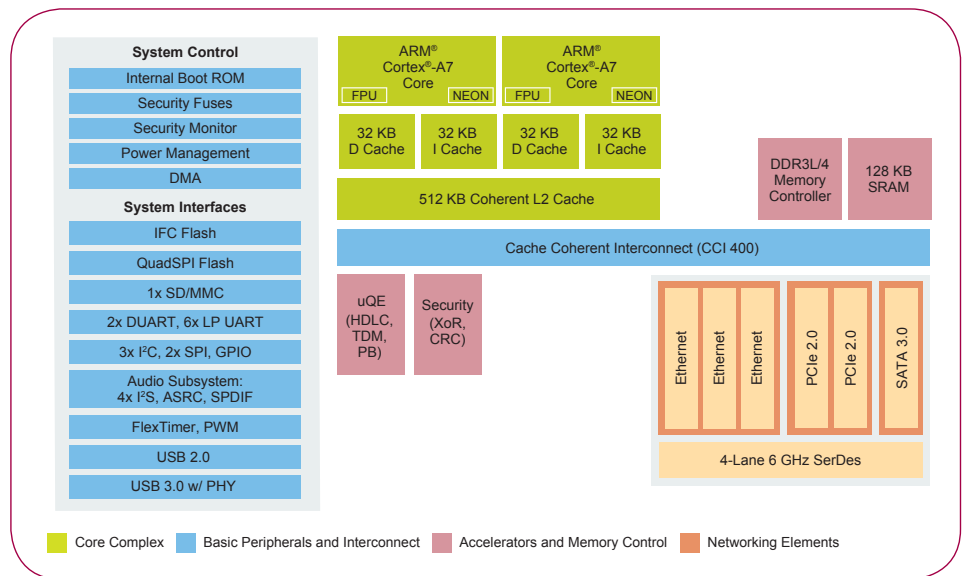 System Control
Internal Boot ROM
Security Fuses
Security Monitor
Power Management
DMA
System Interfaces
IFC Flash
QuadSPI Flash
1x SD/MMC
2x DUART, 6x LP UART
3x I²C, 2x SPI, GPIO
Audio Subsystem:
4x I²S, ASRC, SPDIF
FlexTimer, PWM
USB 2.0
USB 3.0 w/ PHY
ARM®
Cortex®-A7
Core
FPU
NEON
ARM®
Cortex®-A7
Core
FPU
NEON
32 KB
D Cache
32 KB
I Cache
32 KB
D Cache
32 KB
I Cache
512 KB Coherent L2 Cache
DDR3L/4
Memory
Controller
128 KB
SRAM
Cache Coherent Interconnect (CCI 400)
uQE
(HDLC,
TDM,
PB)
Security
(XoR,
CRC)
Ethernet
Ethernet
Ethernet
PCIe 2.0
PCIe 2.0
SATA 3.0
4-Lane 6 GHz SerDes
Core Complex
Basic Peripherals and Interconnect
Accelerators and Memory Control
Networking Elements